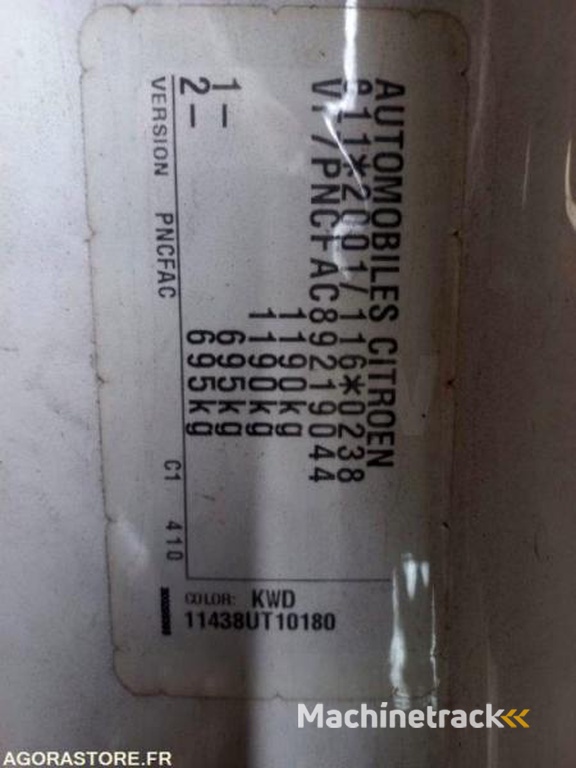 AUTOMOBILES CITROEN
e11*2001/116*0238
VF7PNCFAC89219044
1190kg
1190kg
1- 695kg
2- 695kg
VERSION PNCFAC C1 410
COLOR: KWD
11438UT10180
Machinetrack
AGORASTORE.FR